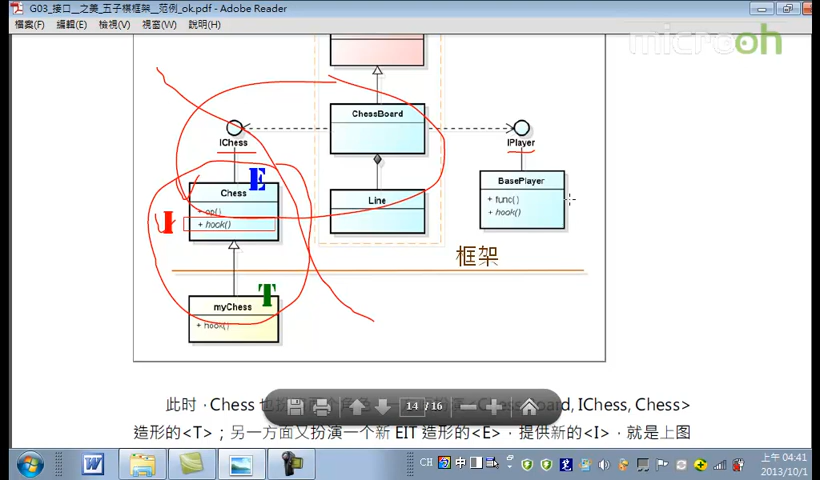 G03_接口__之美_五子棋框架__范例_ok.pdf - Adobe Reader
檔案(F) 編輯(E) 檢視(V) 視窗(W) 說明(H)
microoh
ChessBoard
IChess
IPlayer
Chess
E
BasePlayer
+ op()
+ hook()
I
Line
+ func()
+ hook()
框架
T
myChess
+ hook()
14 / 16
此时，Chess
Board, IChess, Chess>
造形的<T>；另一方面又扮演一个新 EIT 造形的<E>，提供新的<I>，就是上图
CH 中
上午 04:41
2013/10/1